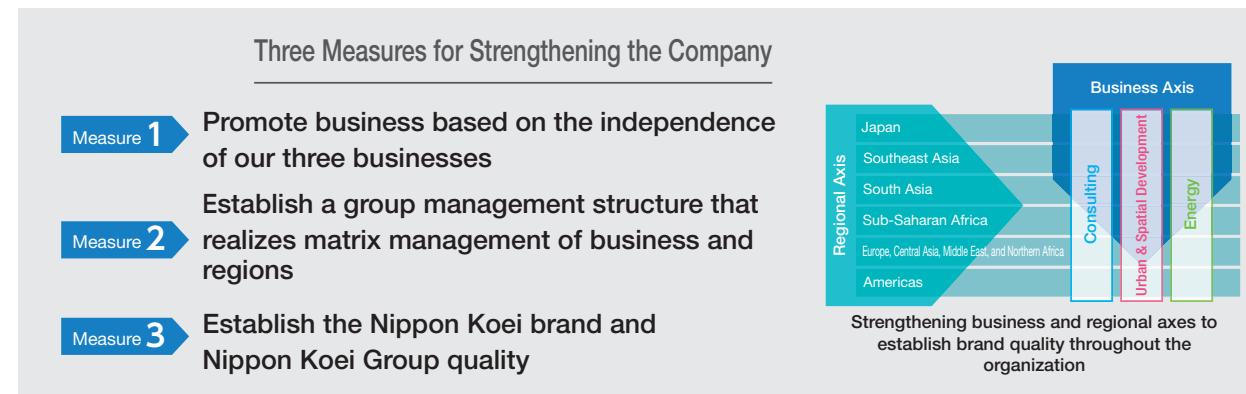 Three Measures for Strengthening the Company
Measure 1
Promote business based on the independence
of our three businesses
Measure 2
Establish a group management structure that
realizes matrix management of business and
regions
Measure 3
Establish the Nippon Koei brand and
Nippon Koei Group quality
Business Axis
Regional Axis
Japan
Southeast Asia
South Asia
Sub-Saharan Africa
Europe, Central Asia, Middle East, and Northern Africa
Americas
Consulting
Urban & Spatial Development
Energy
Strengthening business and regional axes to
establish brand quality throughout the
organization